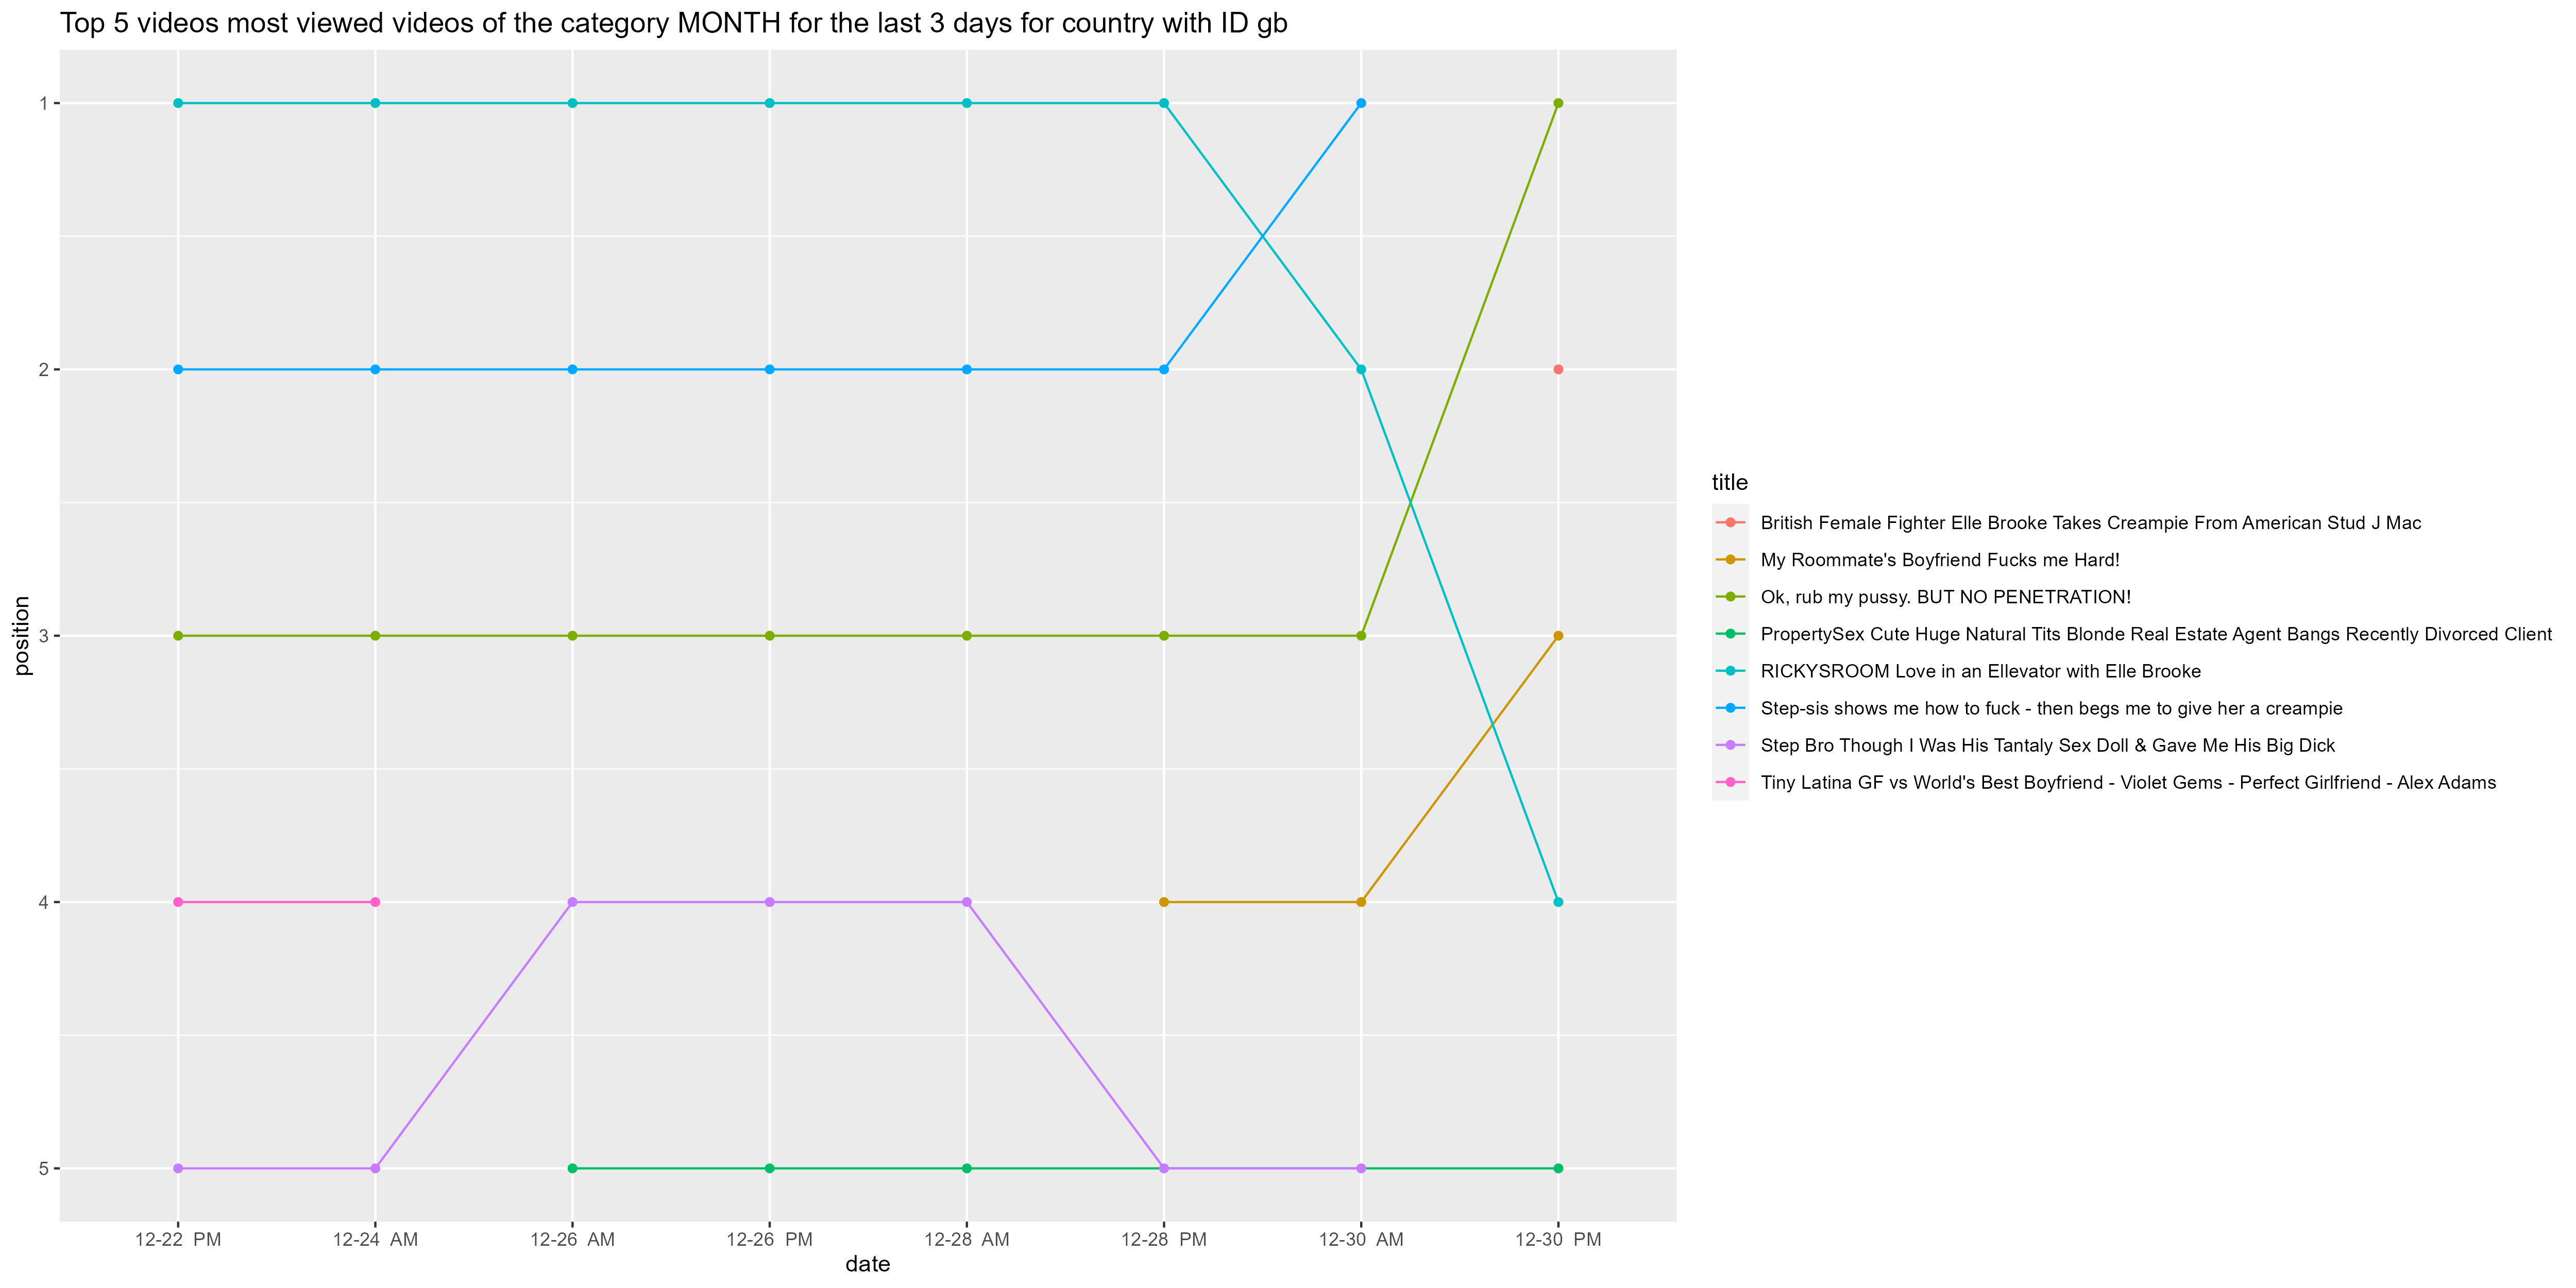 Top 5 videos most viewed videos of the category MONTH for the last 3 days for country with ID gb
position
1
2
3
4
5
12-22 PM
12-24 AM
12-26 AM
12-26 PM
12-28 AM
12-28 PM
12-30 AM
12-30 PM
date
title
British Female Fighter Elle Brooke Takes Creampie From American Stud J Mac
My Roommate's Boyfriend Fucks me Hard!
Ok, rub my pussy. BUT NO PENETRATION!
PropertySex Cute Huge Natural Tits Blonde Real Estate Agent Bangs Recently Divorced Client
RICKYSROOM Love in an Ellevator with Elle Brooke
Step-sis shows me how to fuck - then begs me to give her a creampie
Step Bro Though I Was His Tantaly Sex Doll & Gave Me His Big Dick
Tiny Latina GF vs World's Best Boyfriend - Violet Gems - Perfect Girlfriend - Alex Adams